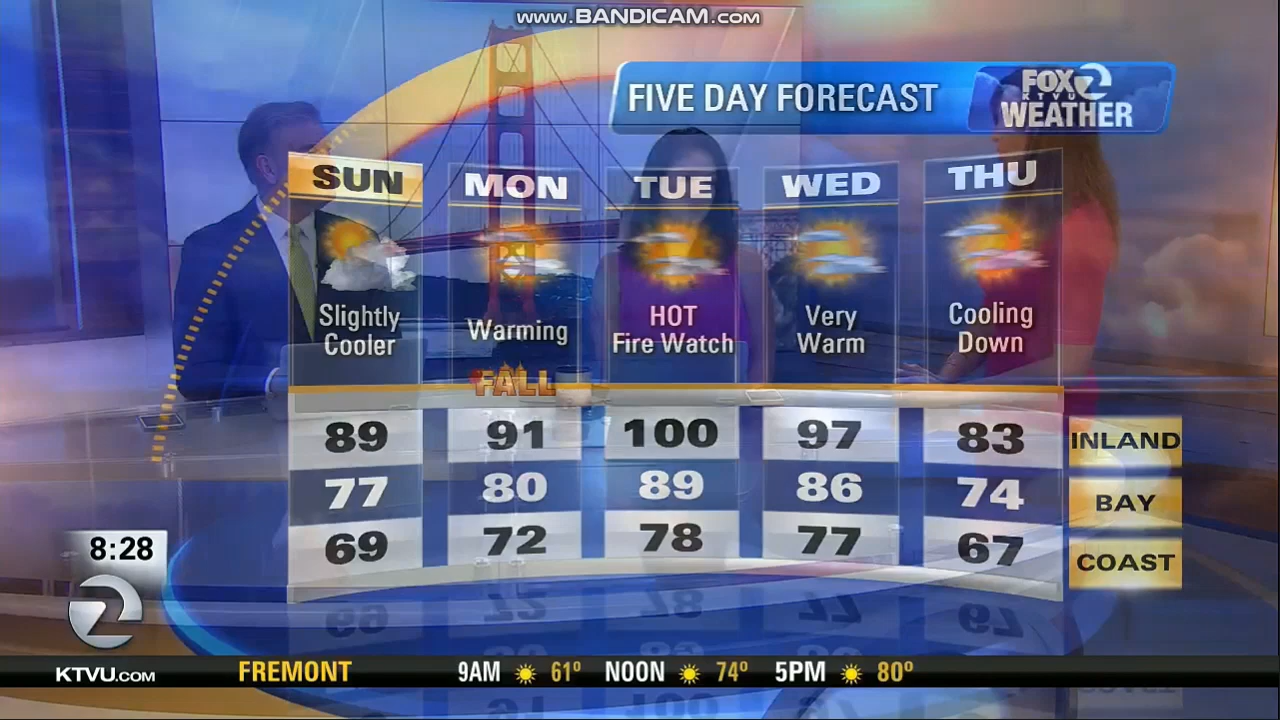 www.BANDICAM.com
FIVE DAY FORECAST
FOX 2
KTVU
WEATHER
SUN MON TUE WED THU
Slightly Cooler
Warming
HOT Fire Watch
Very Warm
Cooling Down
FALL
89 91 100 97 83 INLAND
77 80 89 86 74 BAY
69 72 78 77 67 COAST
8:28
2
KTVU.COM FREMONT 9AM 61° NOON 74° 5PM 80°